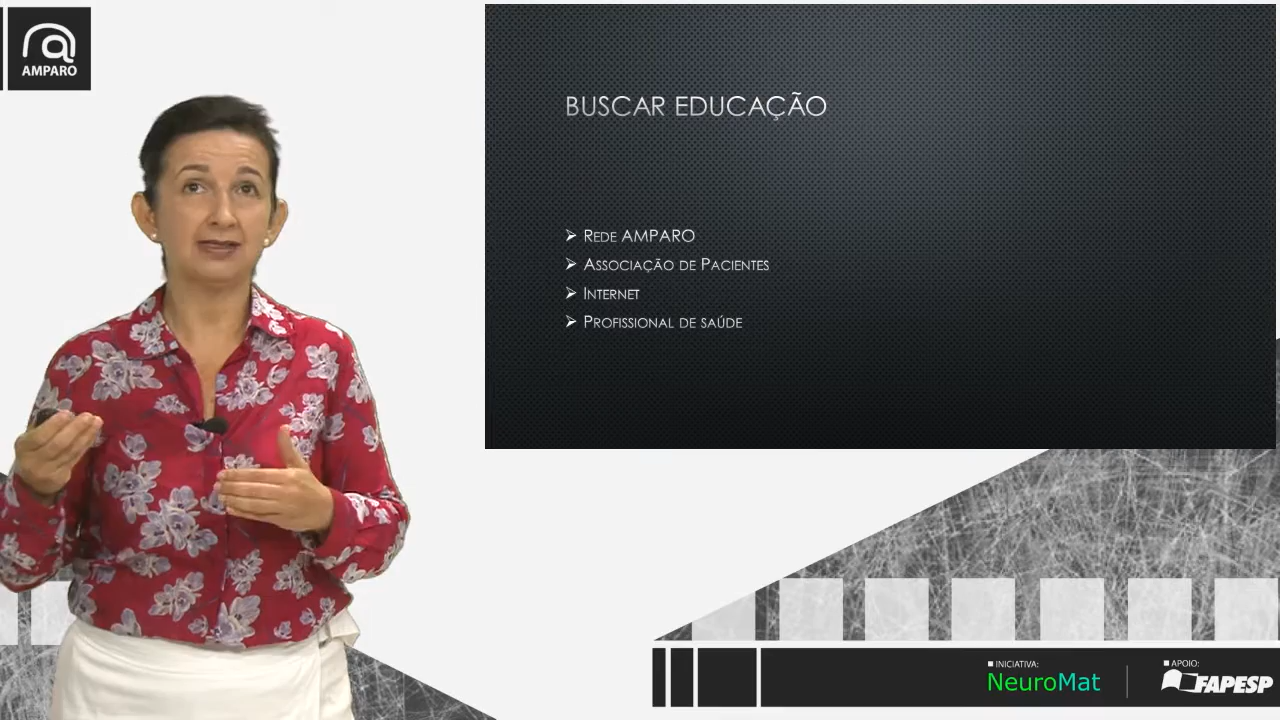 AMPARO
BUSCAR EDUCAÇÃO
➢ Rede AMPARO
➢ Associação de Pacientes
➢ Internet
➢ Profissional de saúde
INICIATIVA:
NeuroMat
APOIO:
FAPESP